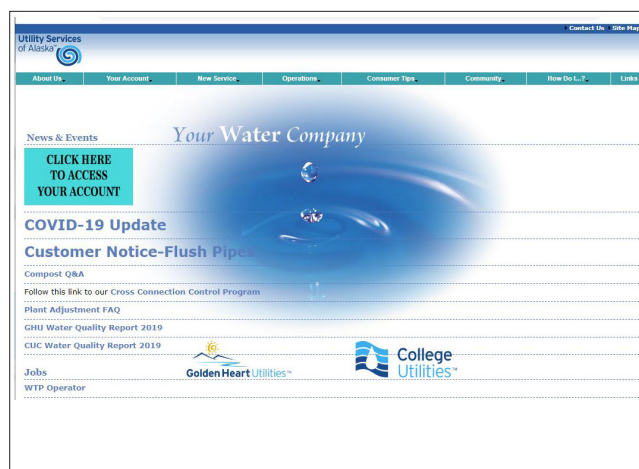 Contact Us Site Map
Utility Services
of Alaska™
About Us
Your Account
New Service
Operations
Consumer Tips
Community
How Do I...?
Links
Your Water Company
News & Events
CLICK HERE
TO ACCESS
YOUR ACCOUNT
COVID-19 Update
Customer Notice-Flush Pipes
Compost Q&A
Follow this link to our Cross Connection Control Program
Plant Adjustment FAQ
GHU Water Quality Report 2019
CUC Water Quality Report 2019
Golden Heart Utilities™
College
Utilities™
Jobs
WTP Operator